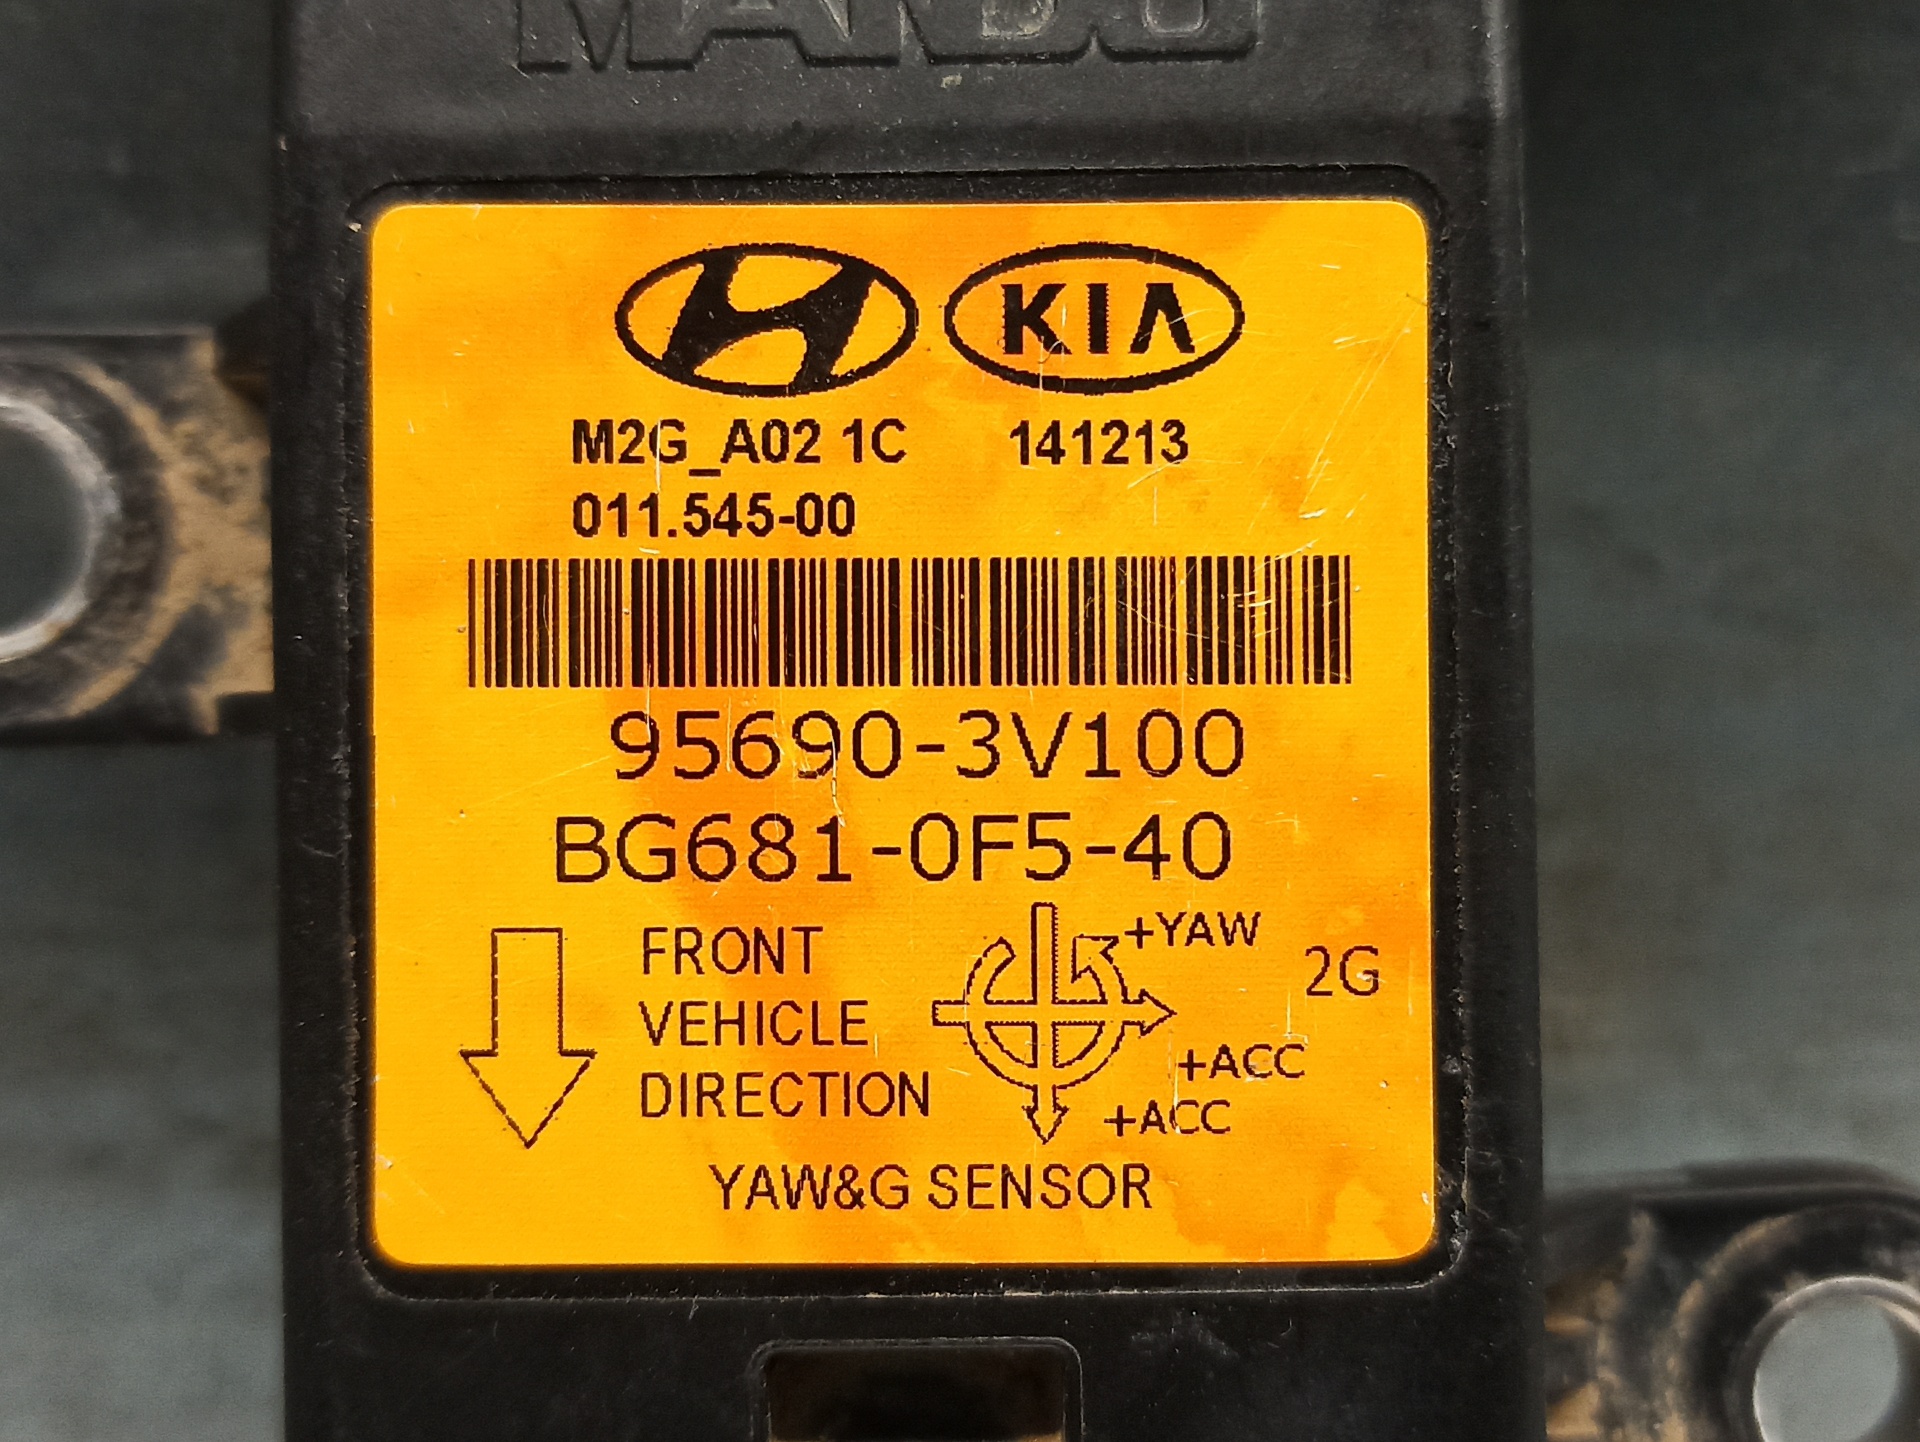 MANDO
KIA
M2G_A02 1C 141213
011.545-00
95690-3V100
BG681-0F5-40
FRONT
VEHICLE
DIRECTION
+YAW
2G
+ACC
+ACC
YAW&G SENSOR